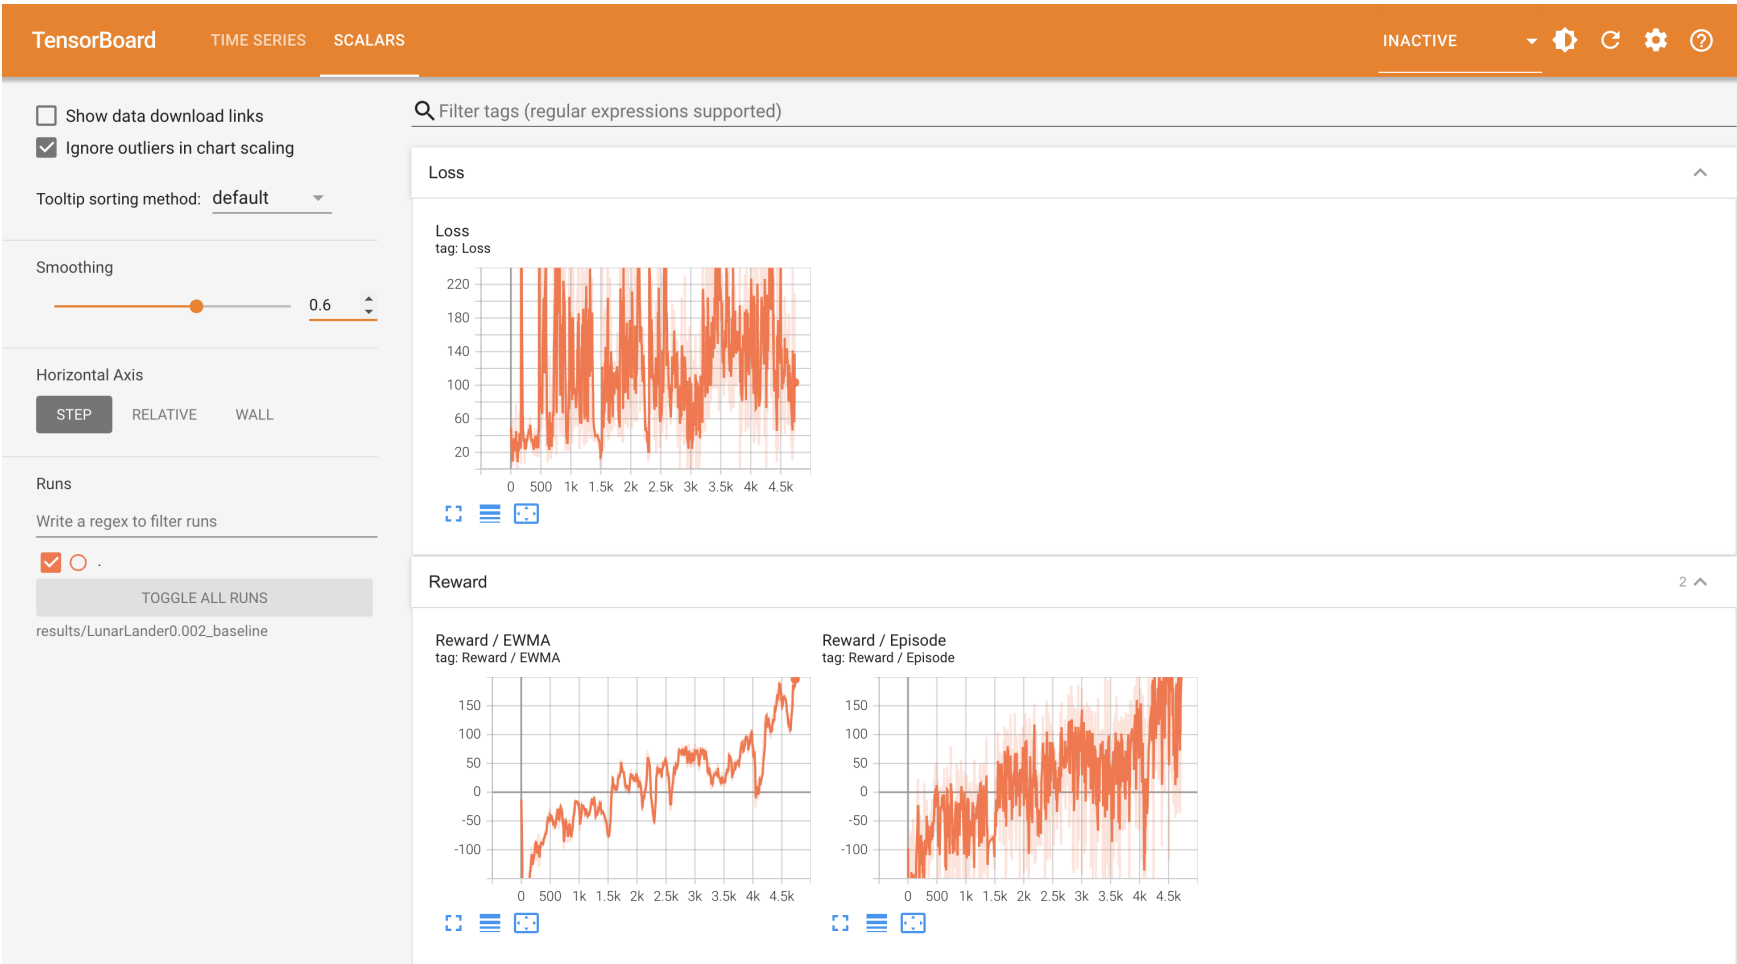 TensorBoard
TIME SERIES
SCALARS
INACTIVE
Show data download links
Ignore outliers in chart scaling
Tooltip sorting method: default
Smoothing
0.6
Horizontal Axis
STEP
RELATIVE
WALL
Runs
Write a regex to filter runs
.
TOGGLE ALL RUNS
results/LunarLander0.002_baseline
Filter tags (regular expressions supported)
Loss
Loss
tag: Loss
220
180
140
100
60
20
0 500 1k 1.5k 2k 2.5k 3k 3.5k 4k 4.5k
Reward
2
Reward / EWMA
tag: Reward / EWMA
150
100
50
0
-50
-100
0 500 1k 1.5k 2k 2.5k 3k 3.5k 4k 4.5k
Reward / Episode
tag: Reward / Episode
150
100
50
0
-50
-100
0 500 1k 1.5k 2k 2.5k 3k 3.5k 4k 4.5k